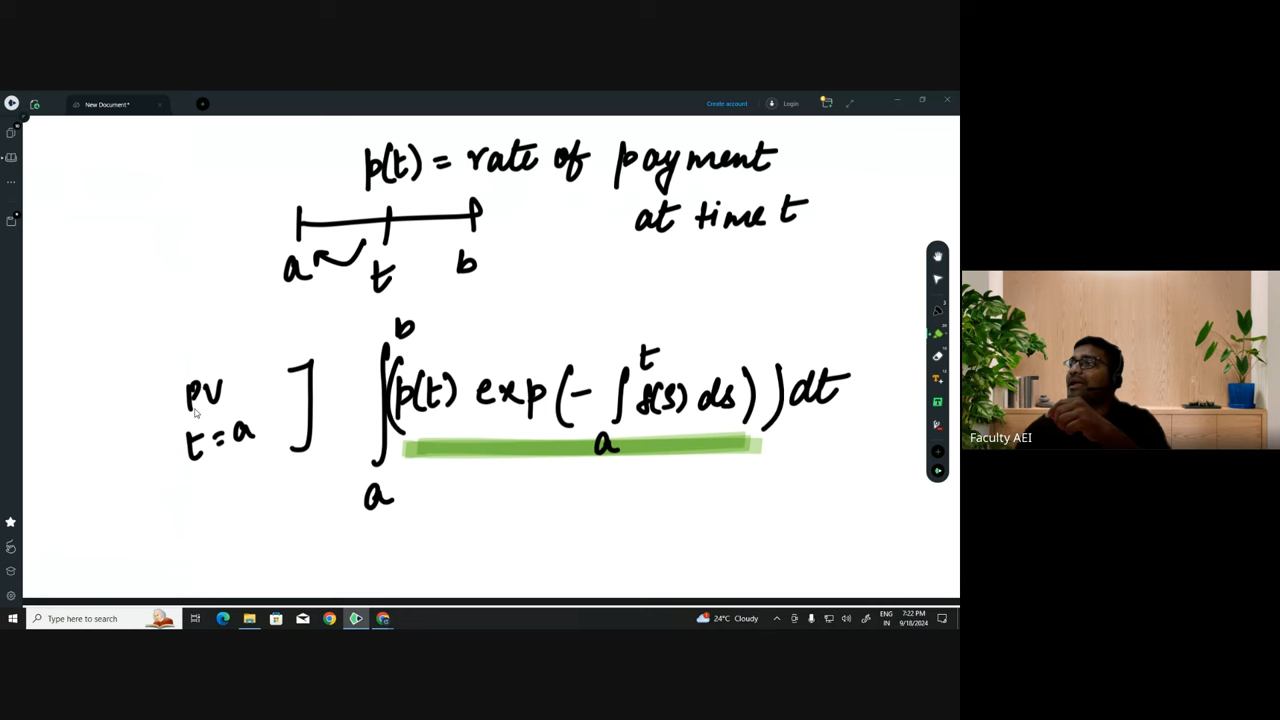 New Document*
Create account
Login
p(t) = rate of payment
at time t
a t b
PV
t = a
∫_a^b (p(t) exp(-∫_a^t δ(s) ds)) dt
Faculty AEI
Type here to search
24°C Cloudy
ENG
IN
7:22 PM
9/18/2024